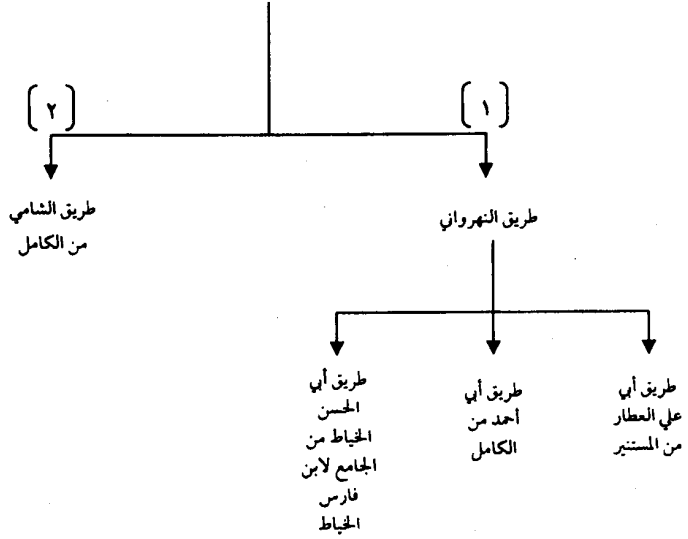 (١)
(٢)
طريق النهرواني
طريق الشامي
من الكامل
طريق أبي
علي العطار
من المستنير
طريق أبي
أحمد من
الكامل
طريق أبي
الحسن
الخياط من
الجامع لابن
فارس
الخياط